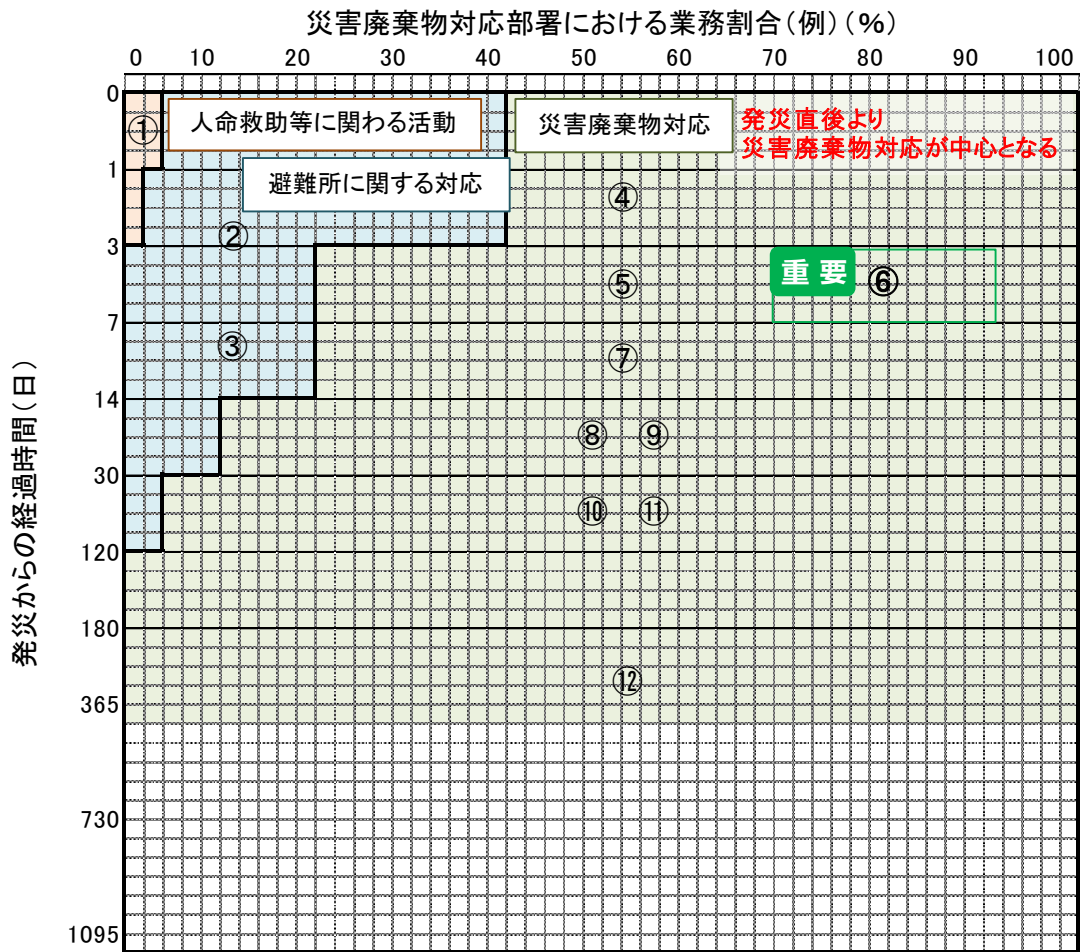 災害廃棄物対応部署における業務割合(例)(%)
0 10 20 30 40 50 60 70 80 90 100
発災からの経過時間(日)
0
1
3
7
14
30
120
180
365
730
1095
人命救助等に関わる活動
災害廃棄物対応
発災直後より
災害廃棄物対応が中心となる
避難所に関する対応
①
②
③
④
⑤
重要
⑥
⑦
⑧ ⑨
⑩ ⑪
⑫